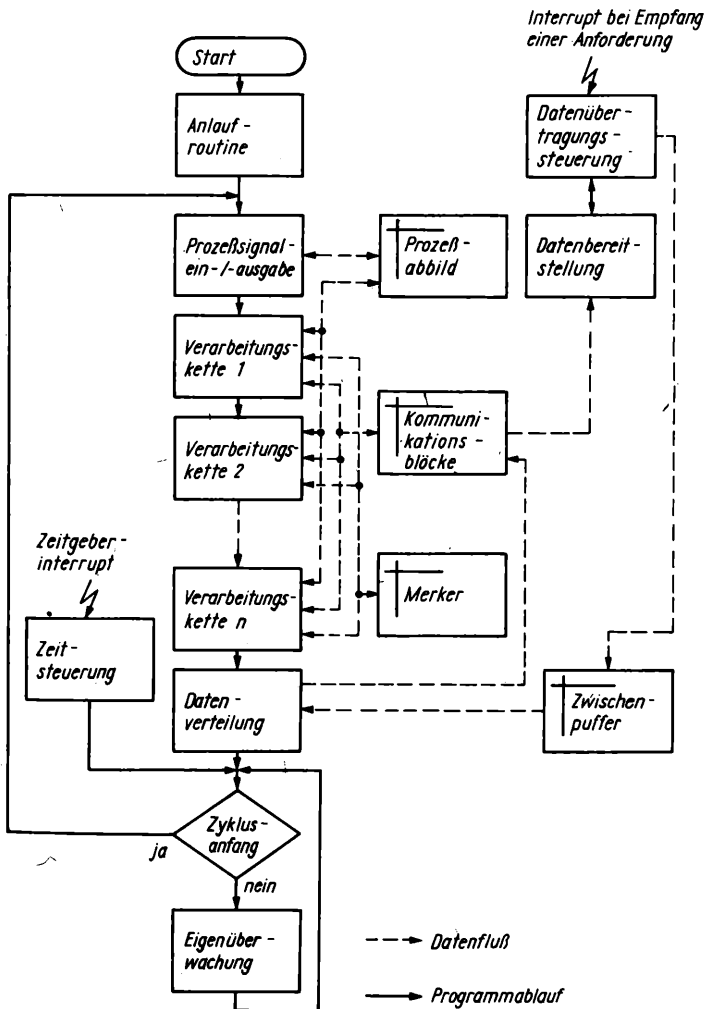 Interrupt bei Empfang
einer Anforderung
Start
Anlauf-
routine
Datenüber-
tragungs-
steuerung
Prozeßsignal-
ein-/-ausgabe
Prozeß-
abbild
Datenbereit-
stellung
Verarbeitungs-
kette 1
Verarbeitungs-
kette 2
Kommuni-
kations-
blöcke
Zeitgeber-
interrupt
Verarbeitungs-
kette n
Merker
Zeit-
steuerung
Daten-
verteilung
Zwischen-
puffer
Zyklus-
anfang
ja
nein
Eigenüber-
wachung
Datenfluß
Programmablauf